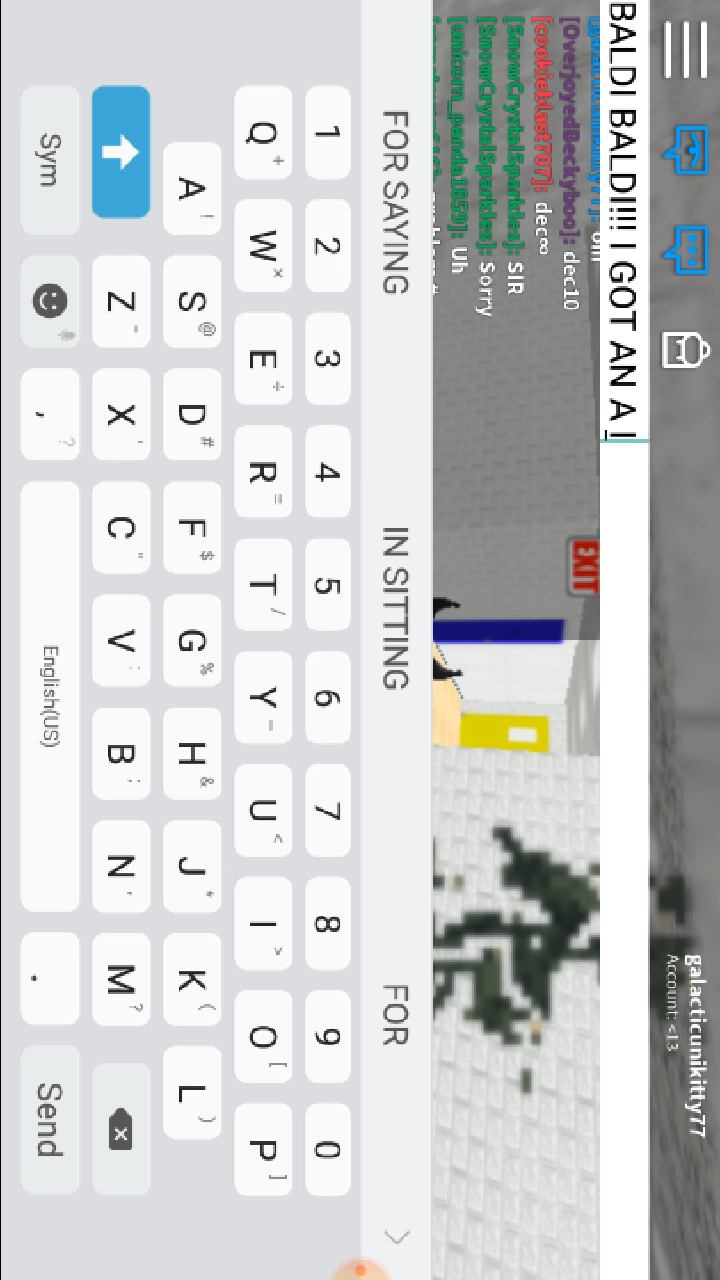 galacticunikitty77
Account: <13
BALDI BALDI!!! I GOT AN A I
[OverjoyedBeckyboo]: dec10
[cookieblast707]: dec∞
[SnowCrystalSparkles]: SIR
[SnowCrystalSparkles]: Sorry
[unicorn_panda1859]: Uh
EXIT
FOR SAYING IN SITTING FOR
1 2 3 4 5 6 7 8 9 0
Q + W × E ÷ R = T / Y _ U < I > O [ P ]
A ! S @ D # F $ G % H & J * K ( L )
Z - X ' C " V : B ; N , M ?
Sym , ? English(US) . Send